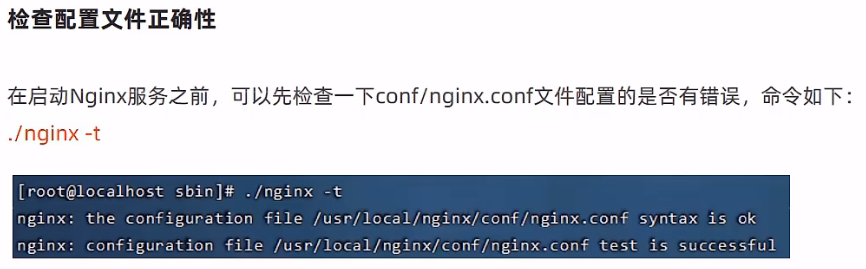 检查配置文件正确性
在启动Nginx服务之前，可以先检查一下conf/nginx.conf文件配置的是否有错误，命令如下：
./nginx -t
[root@localhost sbin]# ./nginx -t
nginx: the configuration file /usr/local/nginx/conf/nginx.conf syntax is ok
nginx: configuration file /usr/local/nginx/conf/nginx.conf test is successful